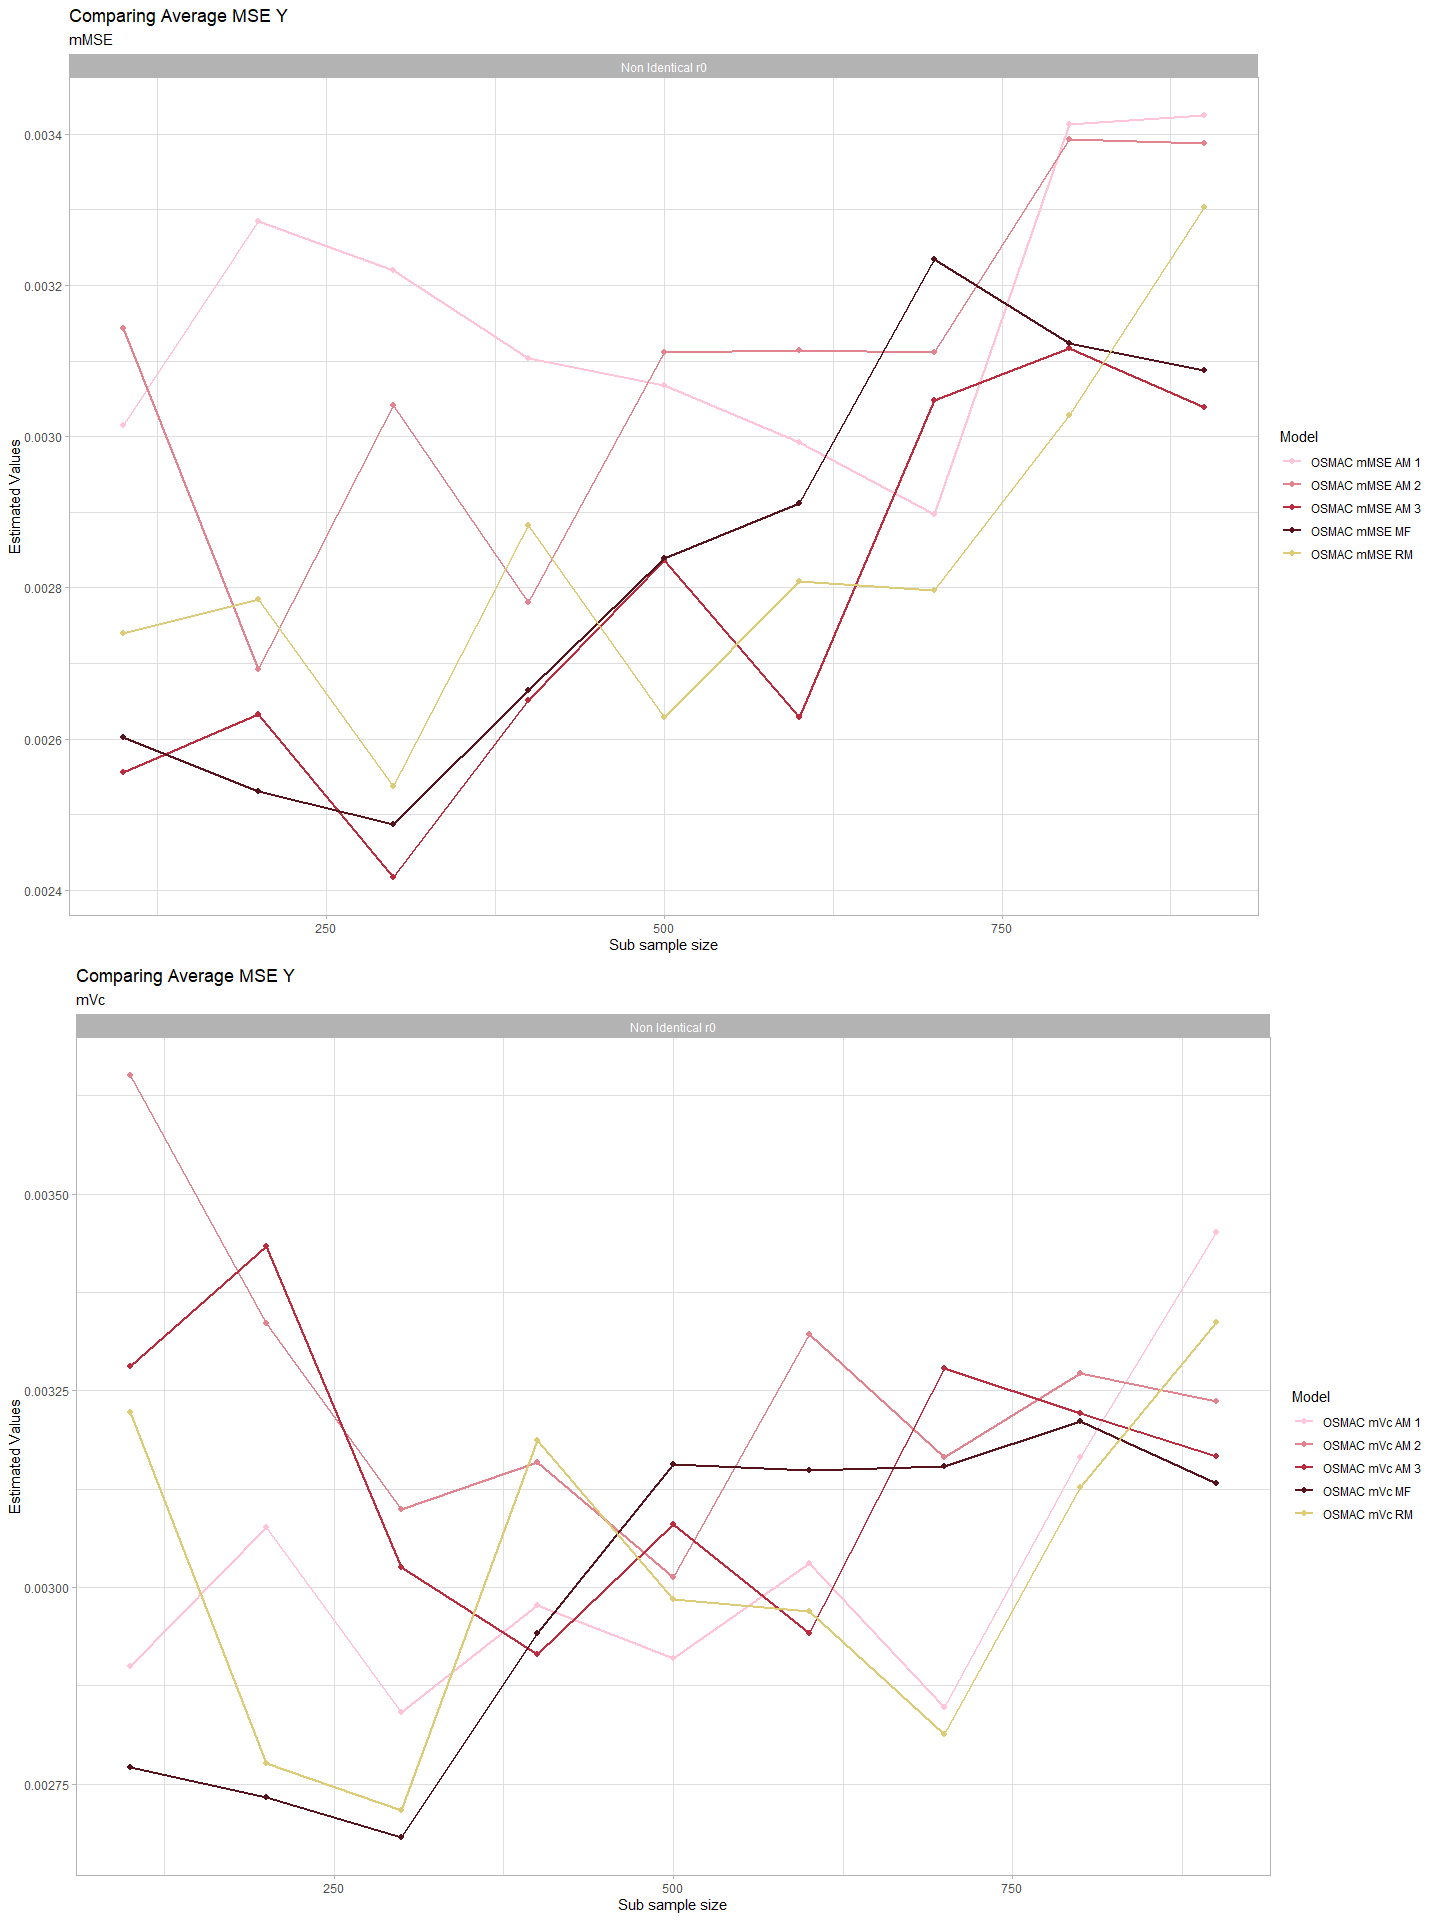 Comparing Average MSE Y
mMSE
Non Identical r0
0.0034
0.0032
0.0030
0.0028
0.0026
0.0024
Estimated Values
250
500
750
Sub sample size
Model
OSMAC mMSE AM 1
OSMAC mMSE AM 2
OSMAC mMSE AM 3
OSMAC mMSE MF
OSMAC mMSE RM
Comparing Average MSE Y
mVc
Non Identical r0
0.00350
0.00325
0.00300
0.00275
Estimated Values
250
500
750
Sub sample size
Model
OSMAC mVc AM 1
OSMAC mVc AM 2
OSMAC mVc AM 3
OSMAC mVc MF
OSMAC mVc RM